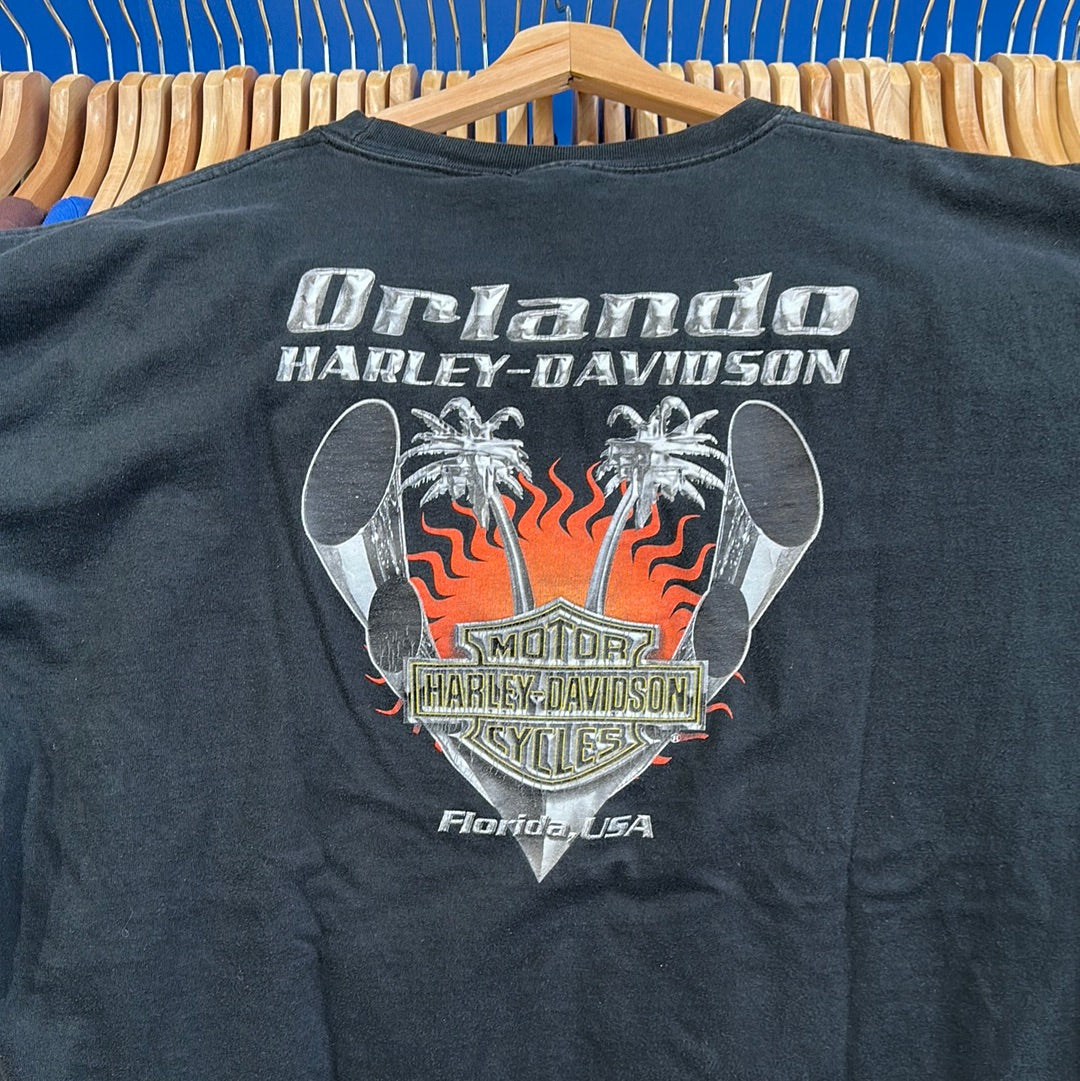 Orlando
HARLEY-DAVIDSON
MOTOR
HARLEY-DAVIDSON
CYCLES
®
Florida, USA